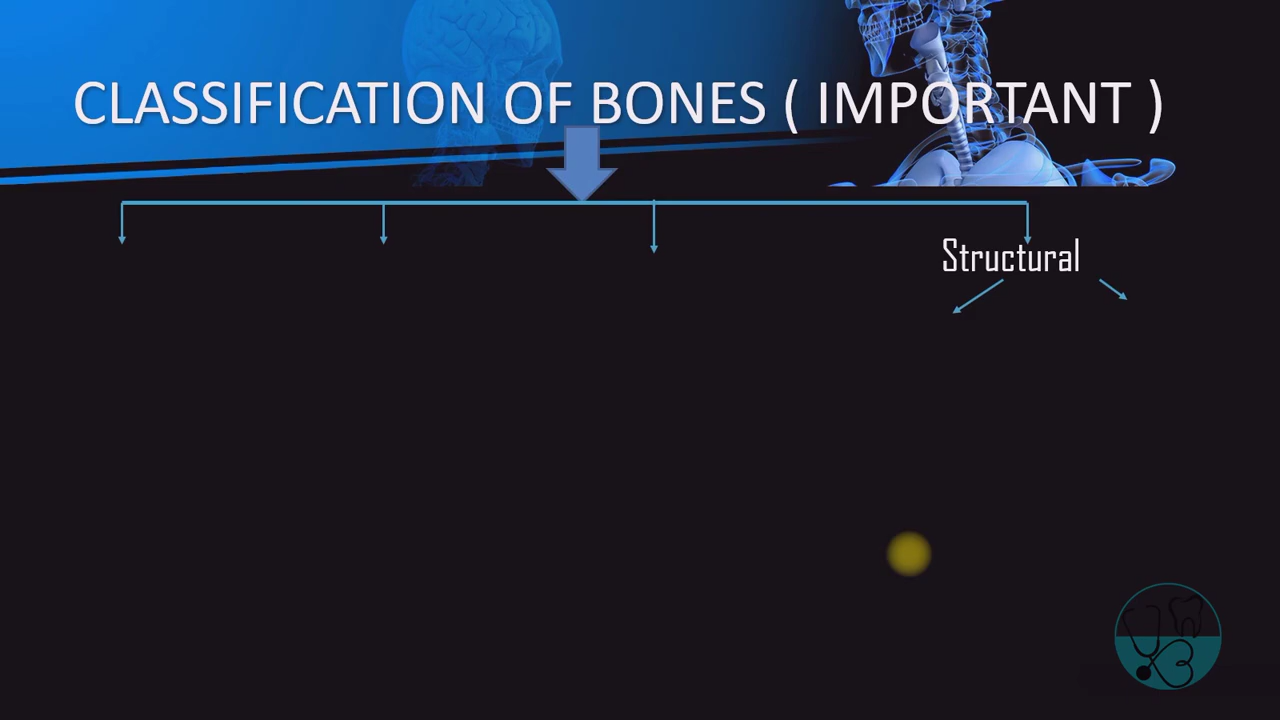 CLASSIFICATION OF BONES ( IMPORTANT )
Structural